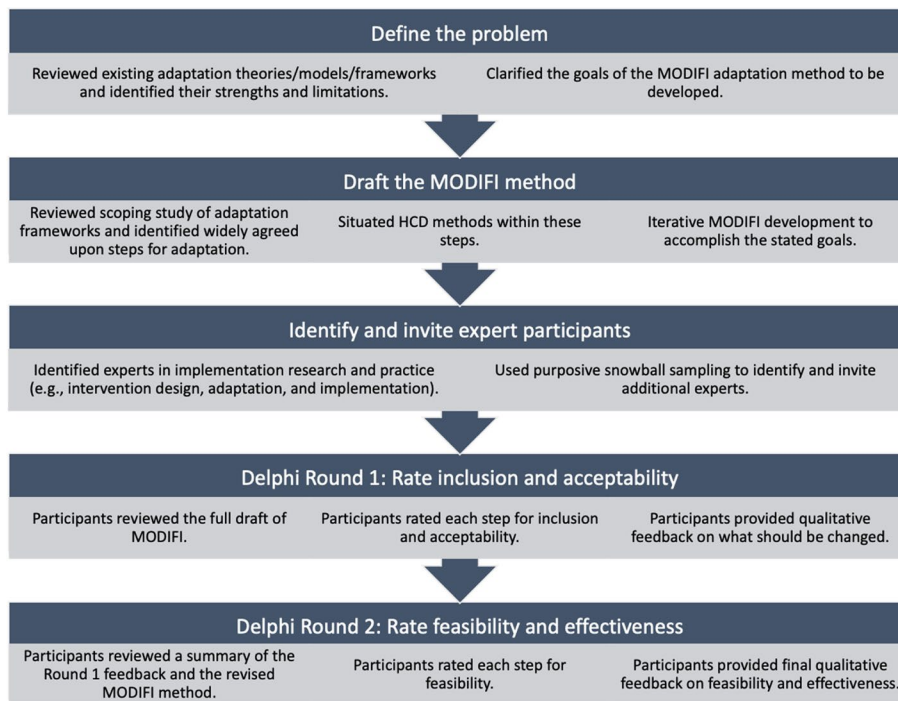 Define the problem
Reviewed existing adaptation theories/models/frameworks
and identified their strengths and limitations.
Clarified the goals of the MODIFI adaptation method to be
developed.
Draft the MODIFI method
Reviewed scoping study of adaptation
frameworks and identified widely agreed
upon steps for adaptation.
Situated HCD methods within these
steps.
Iterative MODIFI development to
accomplish the stated goals.
Identify and invite expert participants
Identified experts in implementation research and practice
(e.g., intervention design, adaptation, and implementation).
Used purposive snowball sampling to identify and invite
additional experts.
Delphi Round 1: Rate inclusion and acceptability
Participants reviewed the full draft of
MODIFI.
Participants rated each step for inclusion
and acceptability.
Participants provided qualitative
feedback on what should be changed.
Delphi Round 2: Rate feasibility and effectiveness
Participants reviewed a summary of the
Round 1 feedback and the revised
MODIFI method.
Participants rated each step for
feasibility.
Participants provided final qualitative
feedback on feasibility and effectiveness.